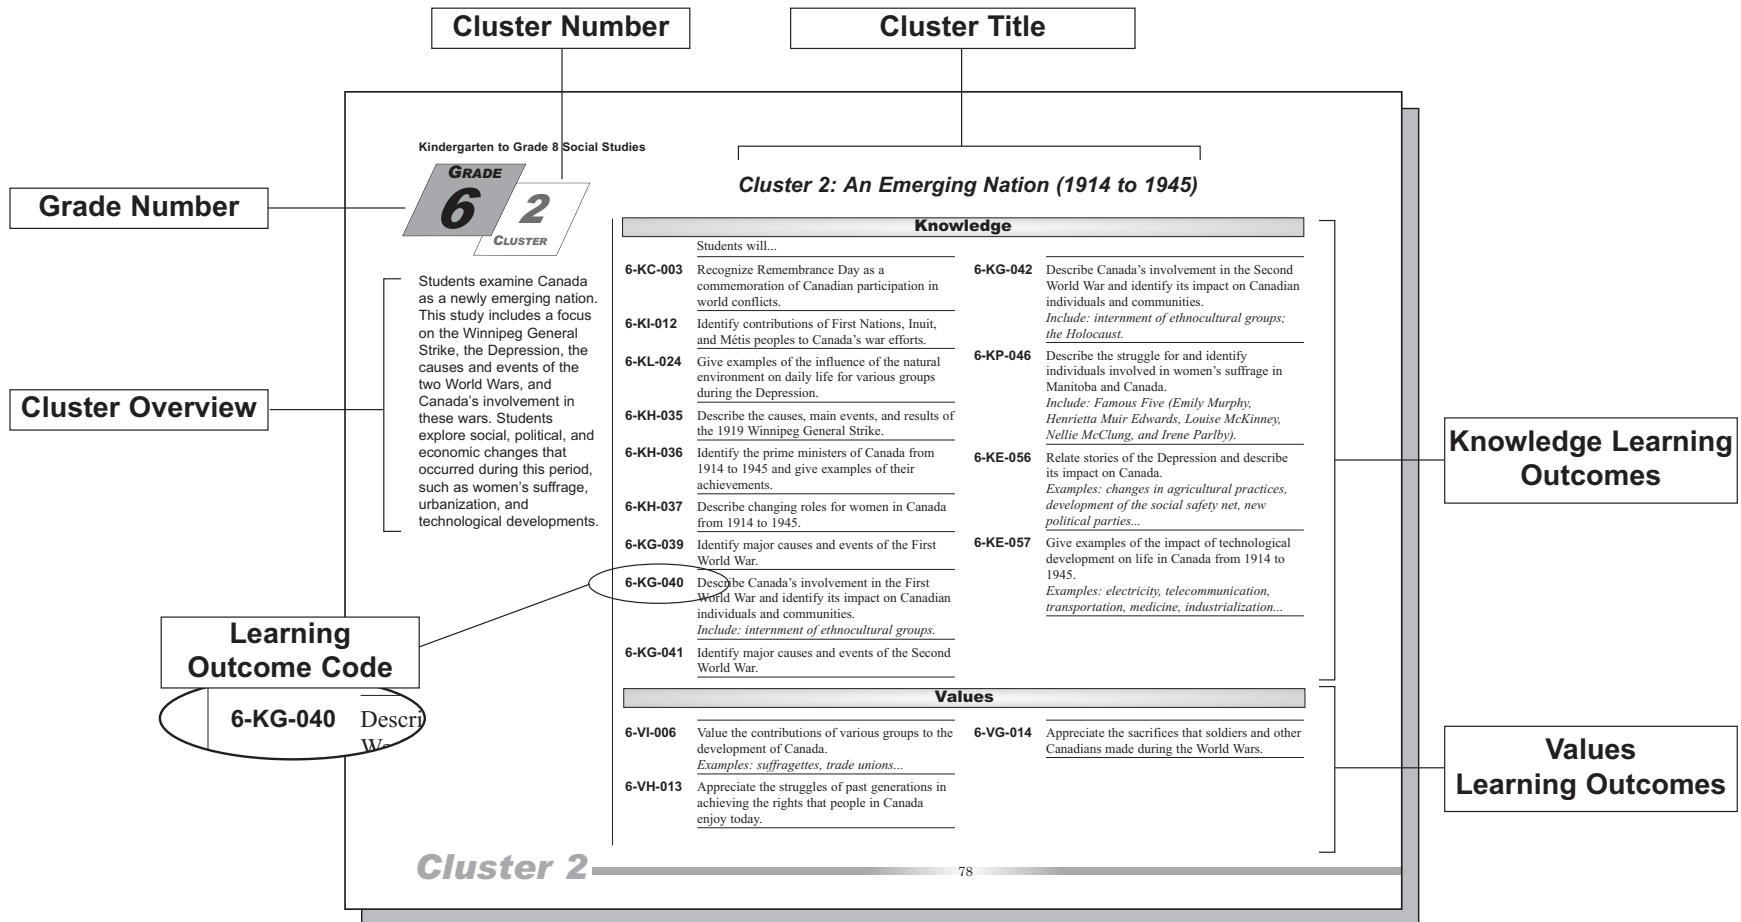 Cluster Number
Cluster Title
Kindergarten to Grade 8 Social Studies
GRADE
6
2
CLUSTER
Grade Number
Cluster 2: An Emerging Nation (1914 to 1945)
Students examine Canada
as a newly emerging nation.
This study includes a focus
on the Winnipeg General
Strike, the Depression, the
causes and events of the
two World Wars, and
Canada's involvement in
these wars. Students
explore social, political, and
economic changes that
occurred during this period,
such as women's suffrage,
urbanization, and
technological developments.
Cluster Overview
Knowledge
Students will...
6-KC-003 Recognize Remembrance Day as a
commemoration of Canadian participation in
world conflicts.
6-KI-012 Identify contributions of First Nations, Inuit,
and Métis peoples to Canada's war efforts.
6-KL-024 Give examples of the influence of the natural
environment on daily life for various groups
during the Depression.
6-KH-035 Describe the causes, main events, and results of
the 1919 Winnipeg General Strike.
6-KH-036 Identify the prime ministers of Canada from
1914 to 1945 and give examples of their
achievements.
6-KH-037 Describe changing roles for women in Canada
from 1914 to 1945.
6-KG-039 Identify major causes and events of the First
World War.
6-KG-040 Describe Canada's involvement in the First
World War and identify its impact on Canadian
individuals and communities.
Include: internment of ethnocultural groups.
6-KG-041 Identify major causes and events of the Second
World War.
6-KG-042 Describe Canada's involvement in the Second
World War and identify its impact on Canadian
individuals and communities.
Include: internment of ethnocultural groups;
the Holocaust.
6-KP-046 Describe the struggle for and identify
individuals involved in women's suffrage in
Manitoba and Canada.
Include: Famous Five (Emily Murphy,
Henrietta Muir Edwards, Louise McKinney,
Nellie McClung, and Irene Parlby).
6-KE-056 Relate stories of the Depression and describe
its impact on Canada.
Examples: changes in agricultural practices,
development of the social safety net, new
political parties...
6-KE-057 Give examples of the impact of technological
development on life in Canada from 1914 to
1945.
Examples: electricity, telecommunication,
transportation, medicine, industrialization...
Knowledge Learning
Outcomes
Learning
Outcome Code
6-KG-040 Descri
Wo
Values
6-VI-006 Value the contributions of various groups to the
development of Canada.
Examples: suffragettes, trade unions...
6-VH-013 Appreciate the struggles of past generations in
achieving the rights that people in Canada
enjoy today.
6-VG-014 Appreciate the sacrifices that soldiers and other
Canadians made during the World Wars.
Values
Learning Outcomes
Cluster 2
78